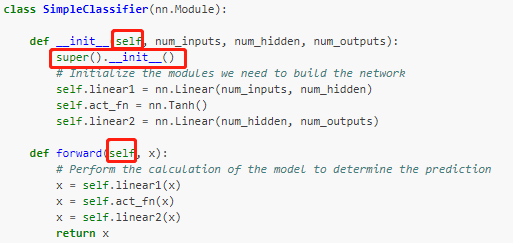 class SimpleClassifier(nn.Module):
def __init__(self, num_inputs, num_hidden, num_outputs):
super().__init__()
# Initialize the modules we need to build the network
self.linear1 = nn.Linear(num_inputs, num_hidden)
self.act_fn = nn.Tanh()
self.linear2 = nn.Linear(num_hidden, num_outputs)
def forward(self, x):
# Perform the calculation of the model to determine the prediction
x = self.linear1(x)
x = self.act_fn(x)
x = self.linear2(x)
return x